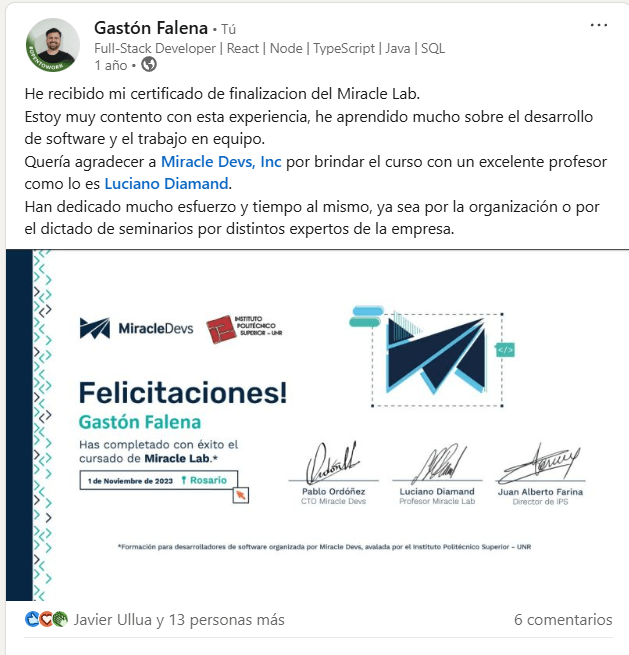 Gastón Falena • Tú
Full-Stack Developer | React | Node | TypeScript | Java | SQL
1 año •
#OPENTOWORK
He recibido mi certificado de finalizacion del Miracle Lab.
Estoy muy contento con esta experiencia, he aprendido mucho sobre el desarrollo
de software y el trabajo en equipo.
Quería agradecer a Miracle Devs, Inc por brindar el curso con un excelente profesor
como lo es Luciano Diamand.
Han dedicado mucho esfuerzo y tiempo al mismo, ya sea por la organización o por
el dictado de seminarios por distintos expertos de la empresa.
MiracleDevs
INSTITUTO
POLITÉCNICO
SUPERIOR - UNR
</>
Felicitaciones!
Gastón Falena
Has completado con éxito el
cursado de Miracle Lab.*
1 de Noviembre de 2023 Rosario
Pablo Ordóñez
CTO Miracle Devs
Luciano Diamand
Profesor Miracle Lab
Juan Alberto Farina
Director de IPS
*Formación para desarrolladores de software organizada por Miracle Devs, avalada por el Instituto Politécnico Superior - UNR
Javier Ullua y 13 personas más
6 comentarios